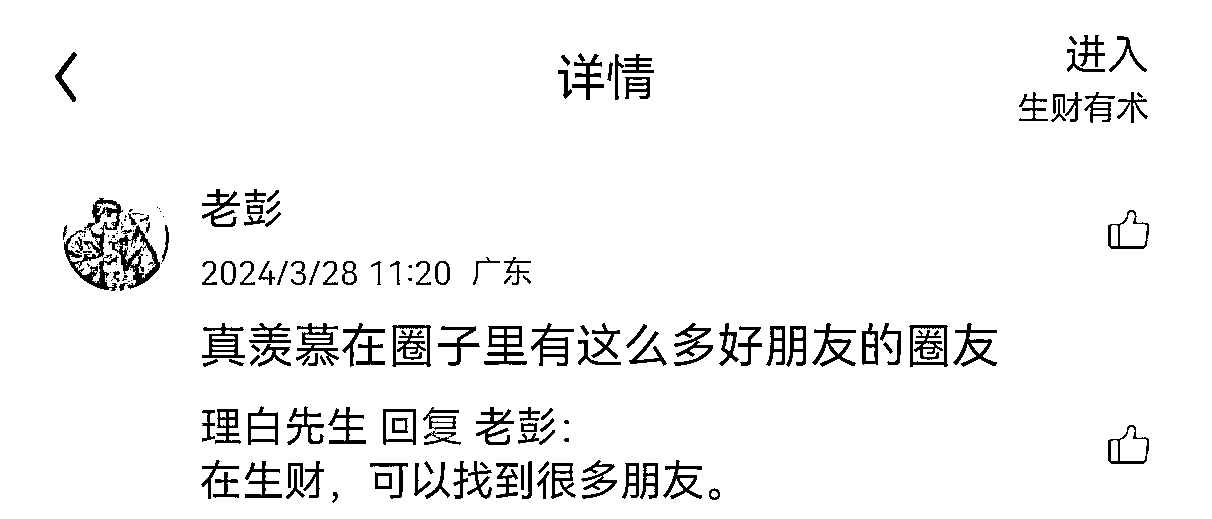 详情
进入
生财有术
老彭
2024/3/28 11:20 广东
真羡慕在圈子里有这么多好朋友的圈友
理白先生 回复 老彭：
在生财，可以找到很多朋友。